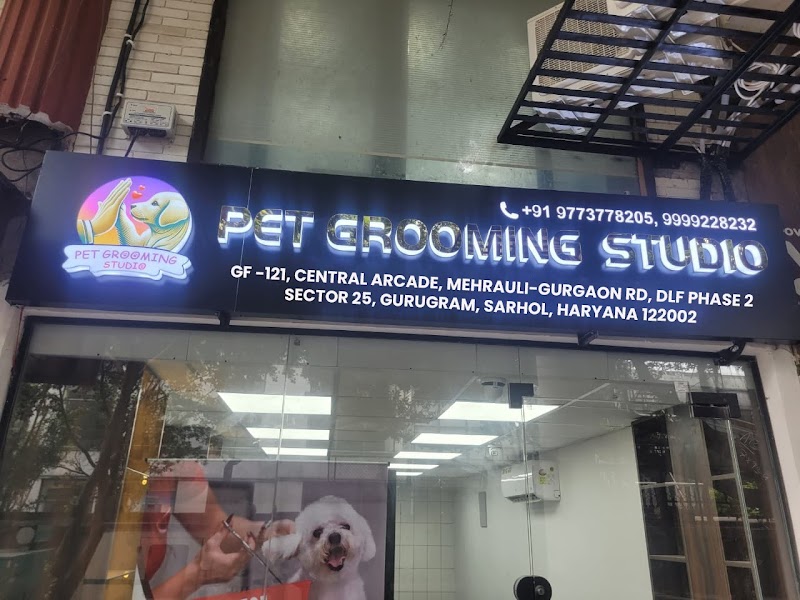 PET GROOMING
STUDIO
+91 9773778205, 9999228232
PET GROOMING STUDIO
GF -121, CENTRAL ARCADE, MEHRAULI-GURGAON RD, DLF PHASE 2
SECTOR 25, GURUGRAM, SARHOL, HARYANA 122002